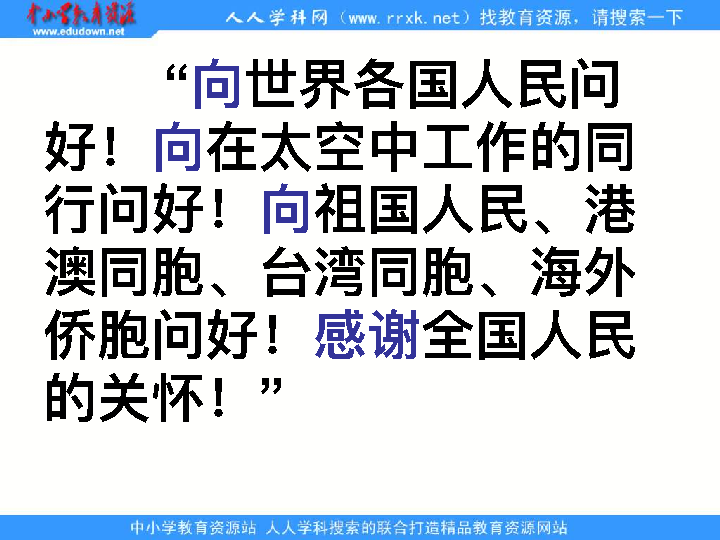 中小学教育资源
www.edudown.net
人人学科网（www.rrxk.net）找教育资源，请搜索一下
“向世界各国人民问
好！向在太空中工作的同
行问好！向祖国人民、港
澳同胞、台湾同胞、海外
侨胞问好！感谢全国人民
的关怀！”
中小学教育资源站 人人学科搜索的联合打造精品教育资源网站